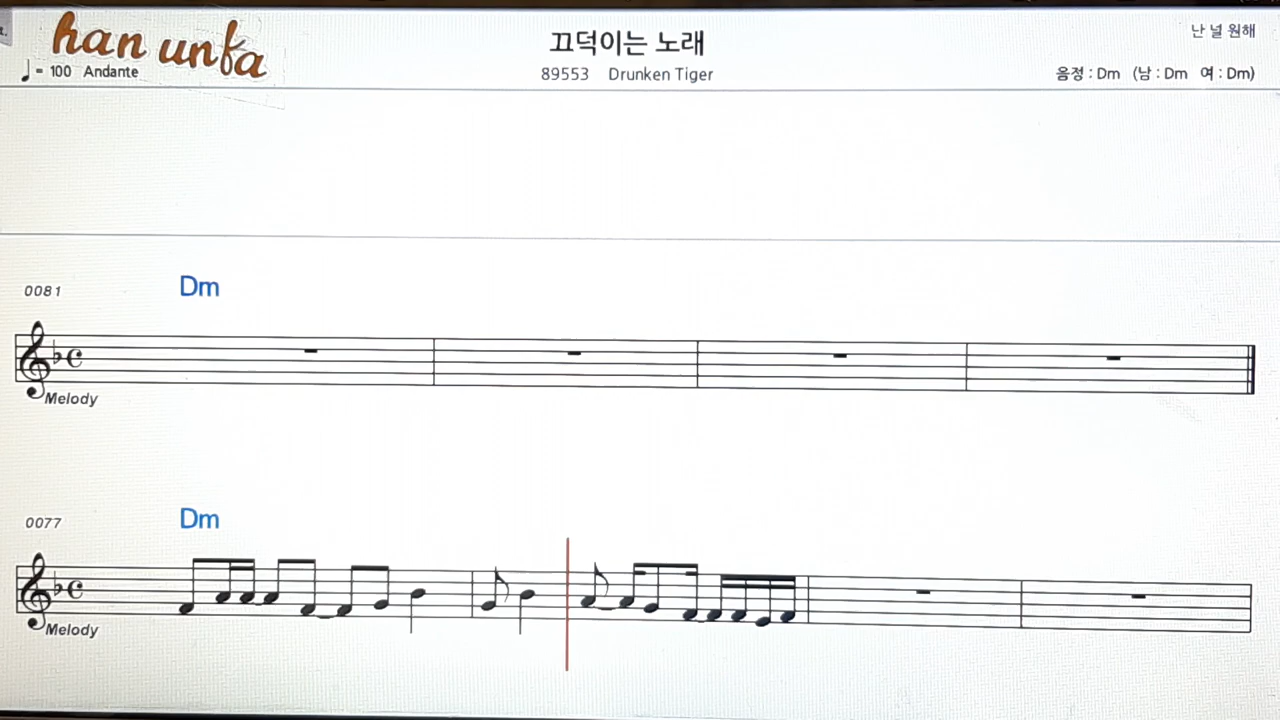 han unfa
♩ = 100 Andante
끄덕이는 노래
89553 Drunken Tiger
난 널 원해
음정 : Dm (남 : Dm 여 : Dm)
0081 Dm
Melody
0077 Dm
Melody